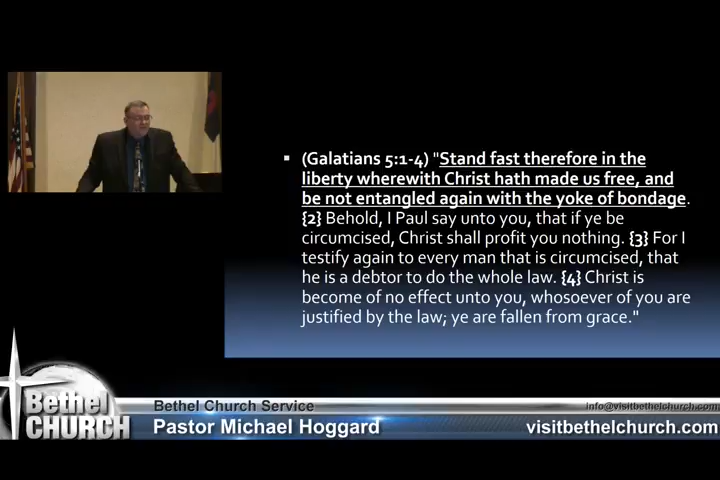 (Galatians 5:1-4) "Stand fast therefore in the
liberty wherewith Christ hath made us free, and
be not entangled again with the yoke of bondage.
{2} Behold, I Paul say unto you, that if ye be
circumcised, Christ shall profit you nothing. {3} For I
testify again to every man that is circumcised, that
he is a debtor to do the whole law. {4} Christ is
become of no effect unto you, whosoever of you are
justified by the law; ye are fallen from grace."
Bethel
CHURCH
Bethel Church Service
info@visitbethelchurch.com
Pastor Michael Hoggard
visitbethelchurch.com